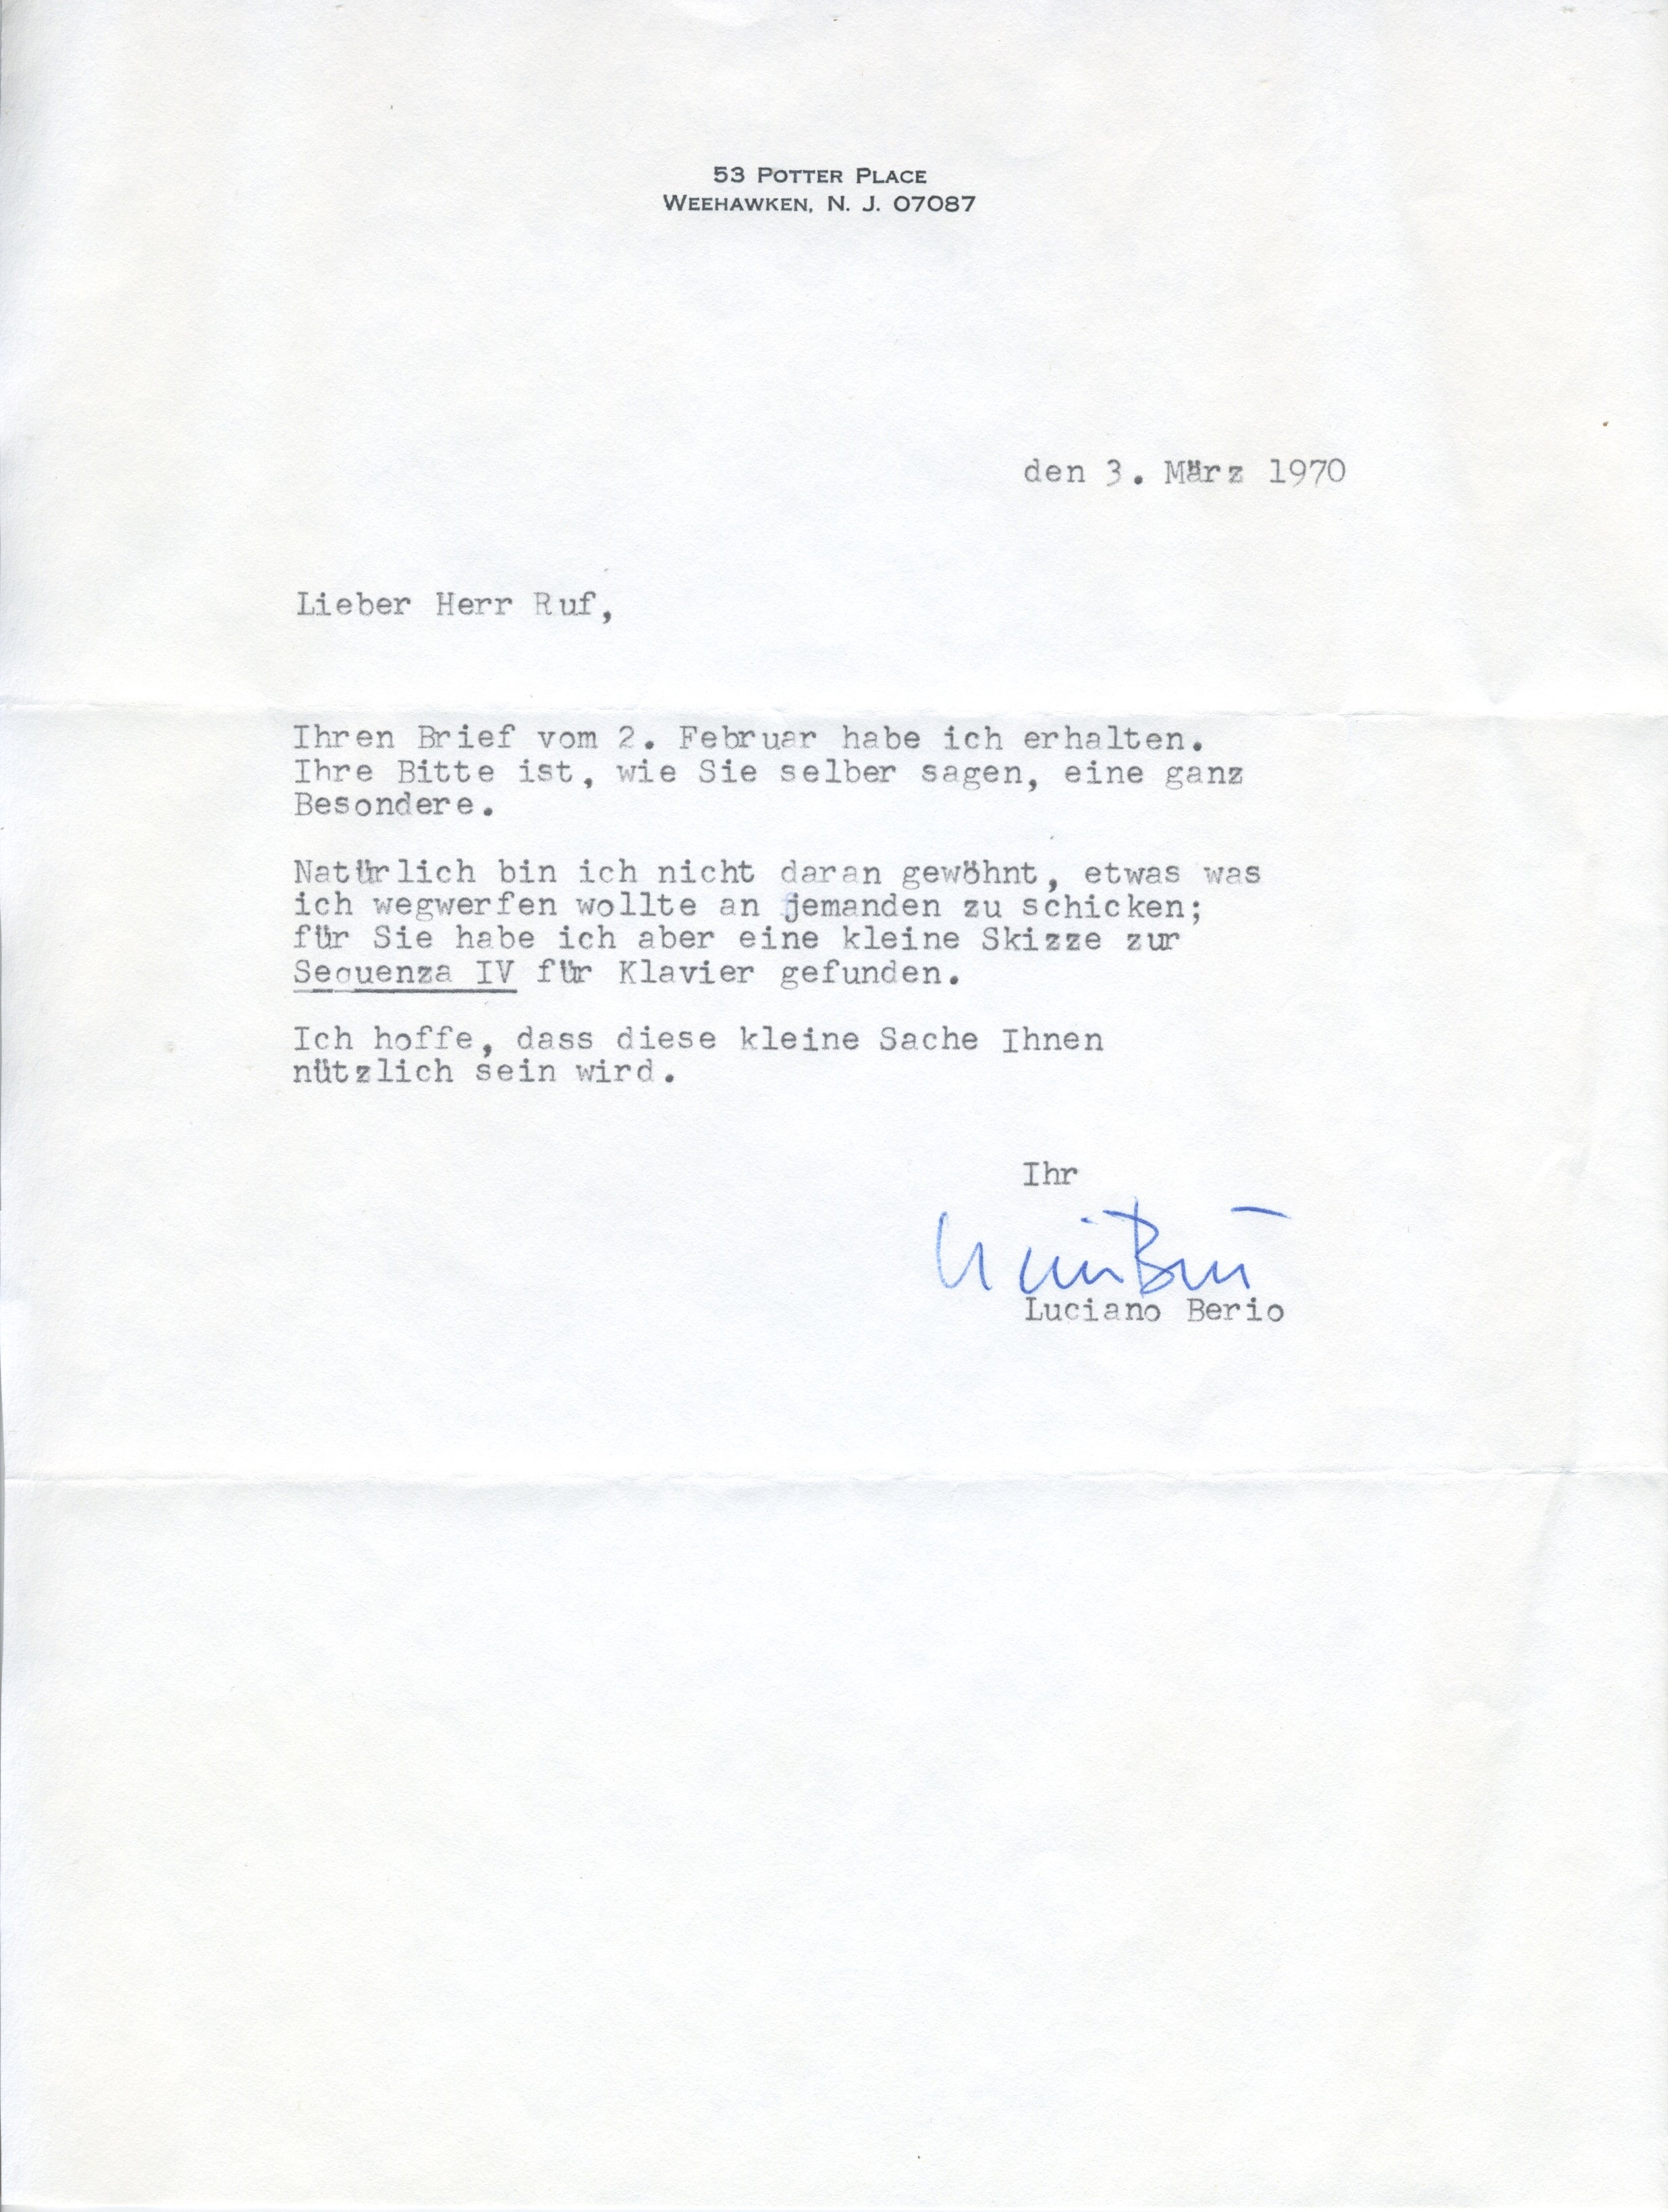 53 POTTER PLACE
WEEHAWKEN, N. J. 07087
den 3. März 1970
Lieber Herr Ruf,
Ihren Brief vom 2. Februar habe ich erhalten.
Ihre Bitte ist, wie Sie selber sagen, eine ganz
Besondere.
Natürlich bin ich nicht daran gewöhnt, etwas was
ich wegwerfen wollte an jemanden zu schicken;
für Sie habe ich aber eine kleine Skizze zur
Sequenza IV für Klavier gefunden.
Ich hoffe, dass diese kleine Sache Ihnen
nützlich sein wird.
Ihr
Luciano Berio